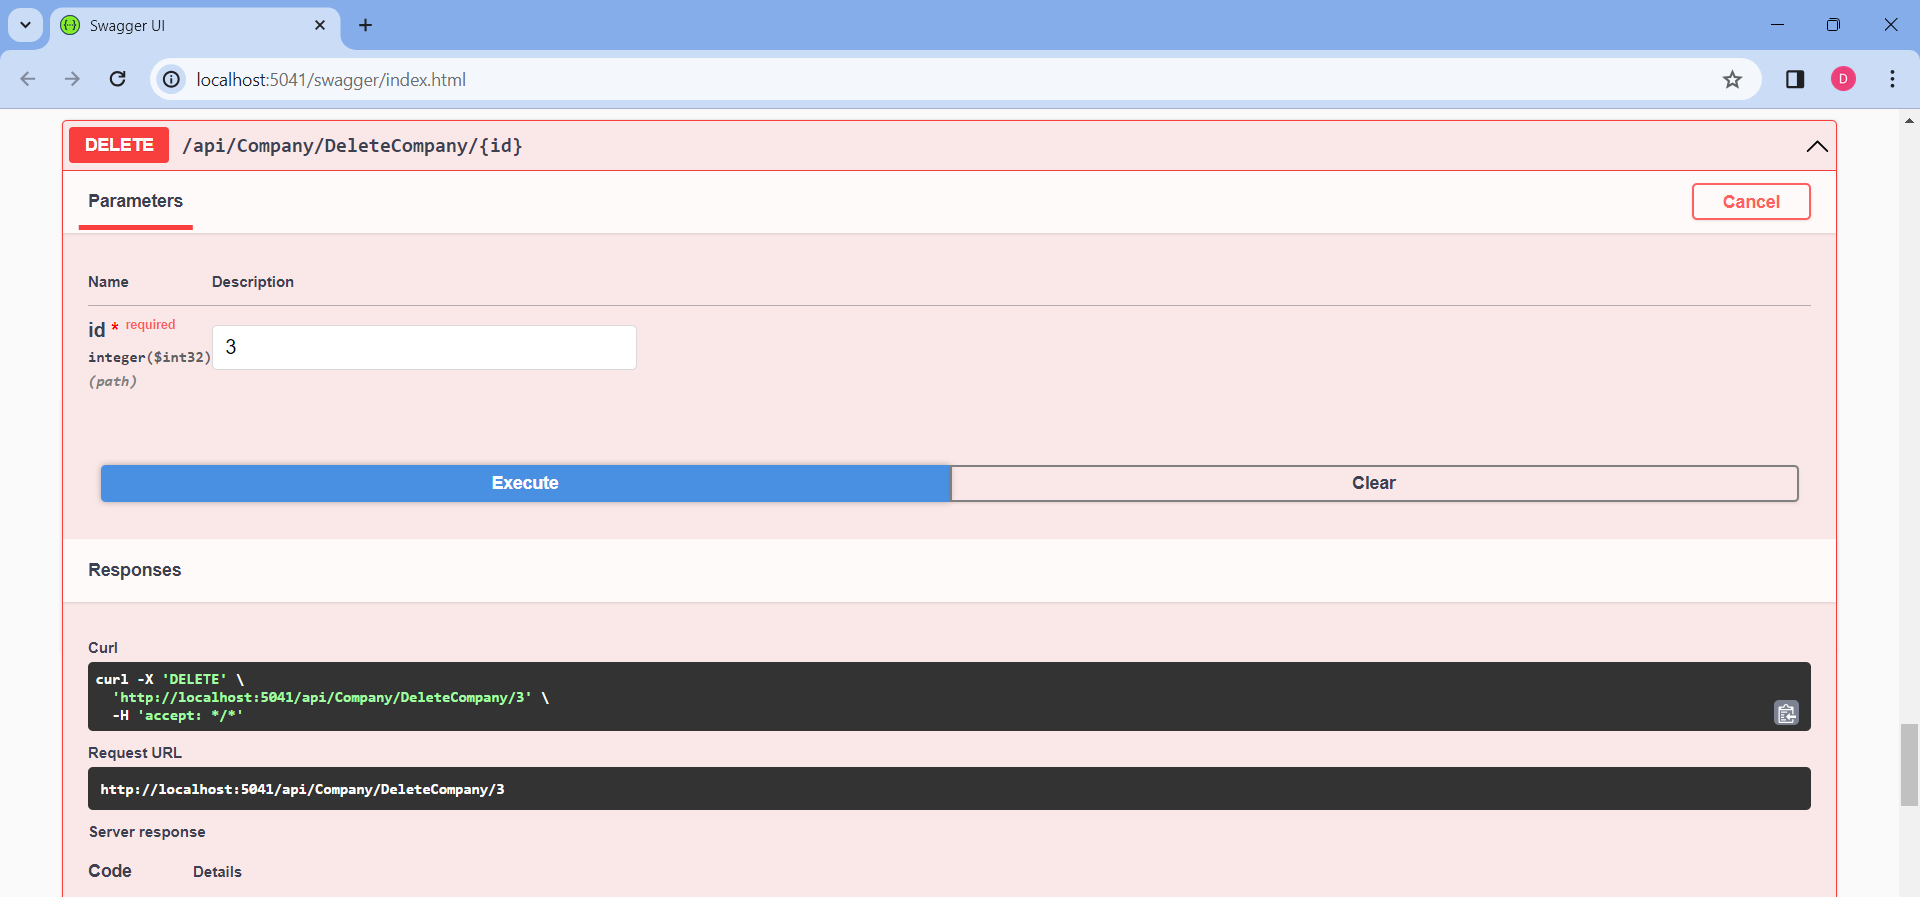 Swagger UI
localhost:5041/swagger/index.html
D
DELETE /api/Company/DeleteCompany/{id}
Parameters
Cancel
Name Description
id * required
integer($int32)
(path)
3
Execute Clear
Responses
Curl
curl -X 'DELETE' \
'http://localhost:5041/api/Company/DeleteCompany/3' \
-H 'accept: */*'
Request URL
http://localhost:5041/api/Company/DeleteCompany/3
Server response
Code Details